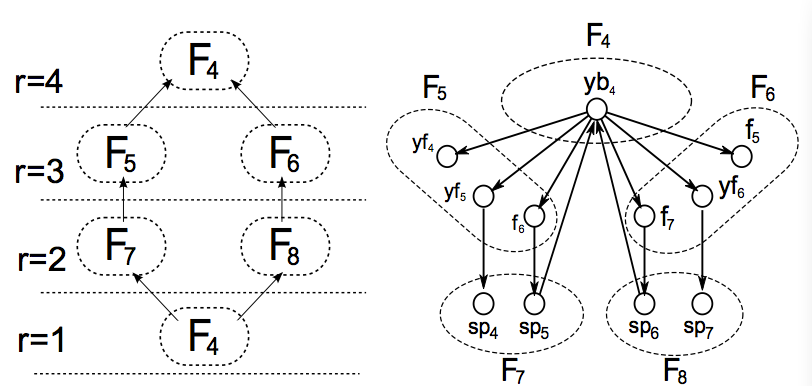 F₄
r=4
F₅ F₆
r=3
F₇ F₈
r=2
F₄
r=1
F₄
yb₄
F₅
F₆
yf₄
f₅
yf₅
yf₆
f₆
f₇
sp₄ sp₅ sp₆ sp₇
F₇ F₈